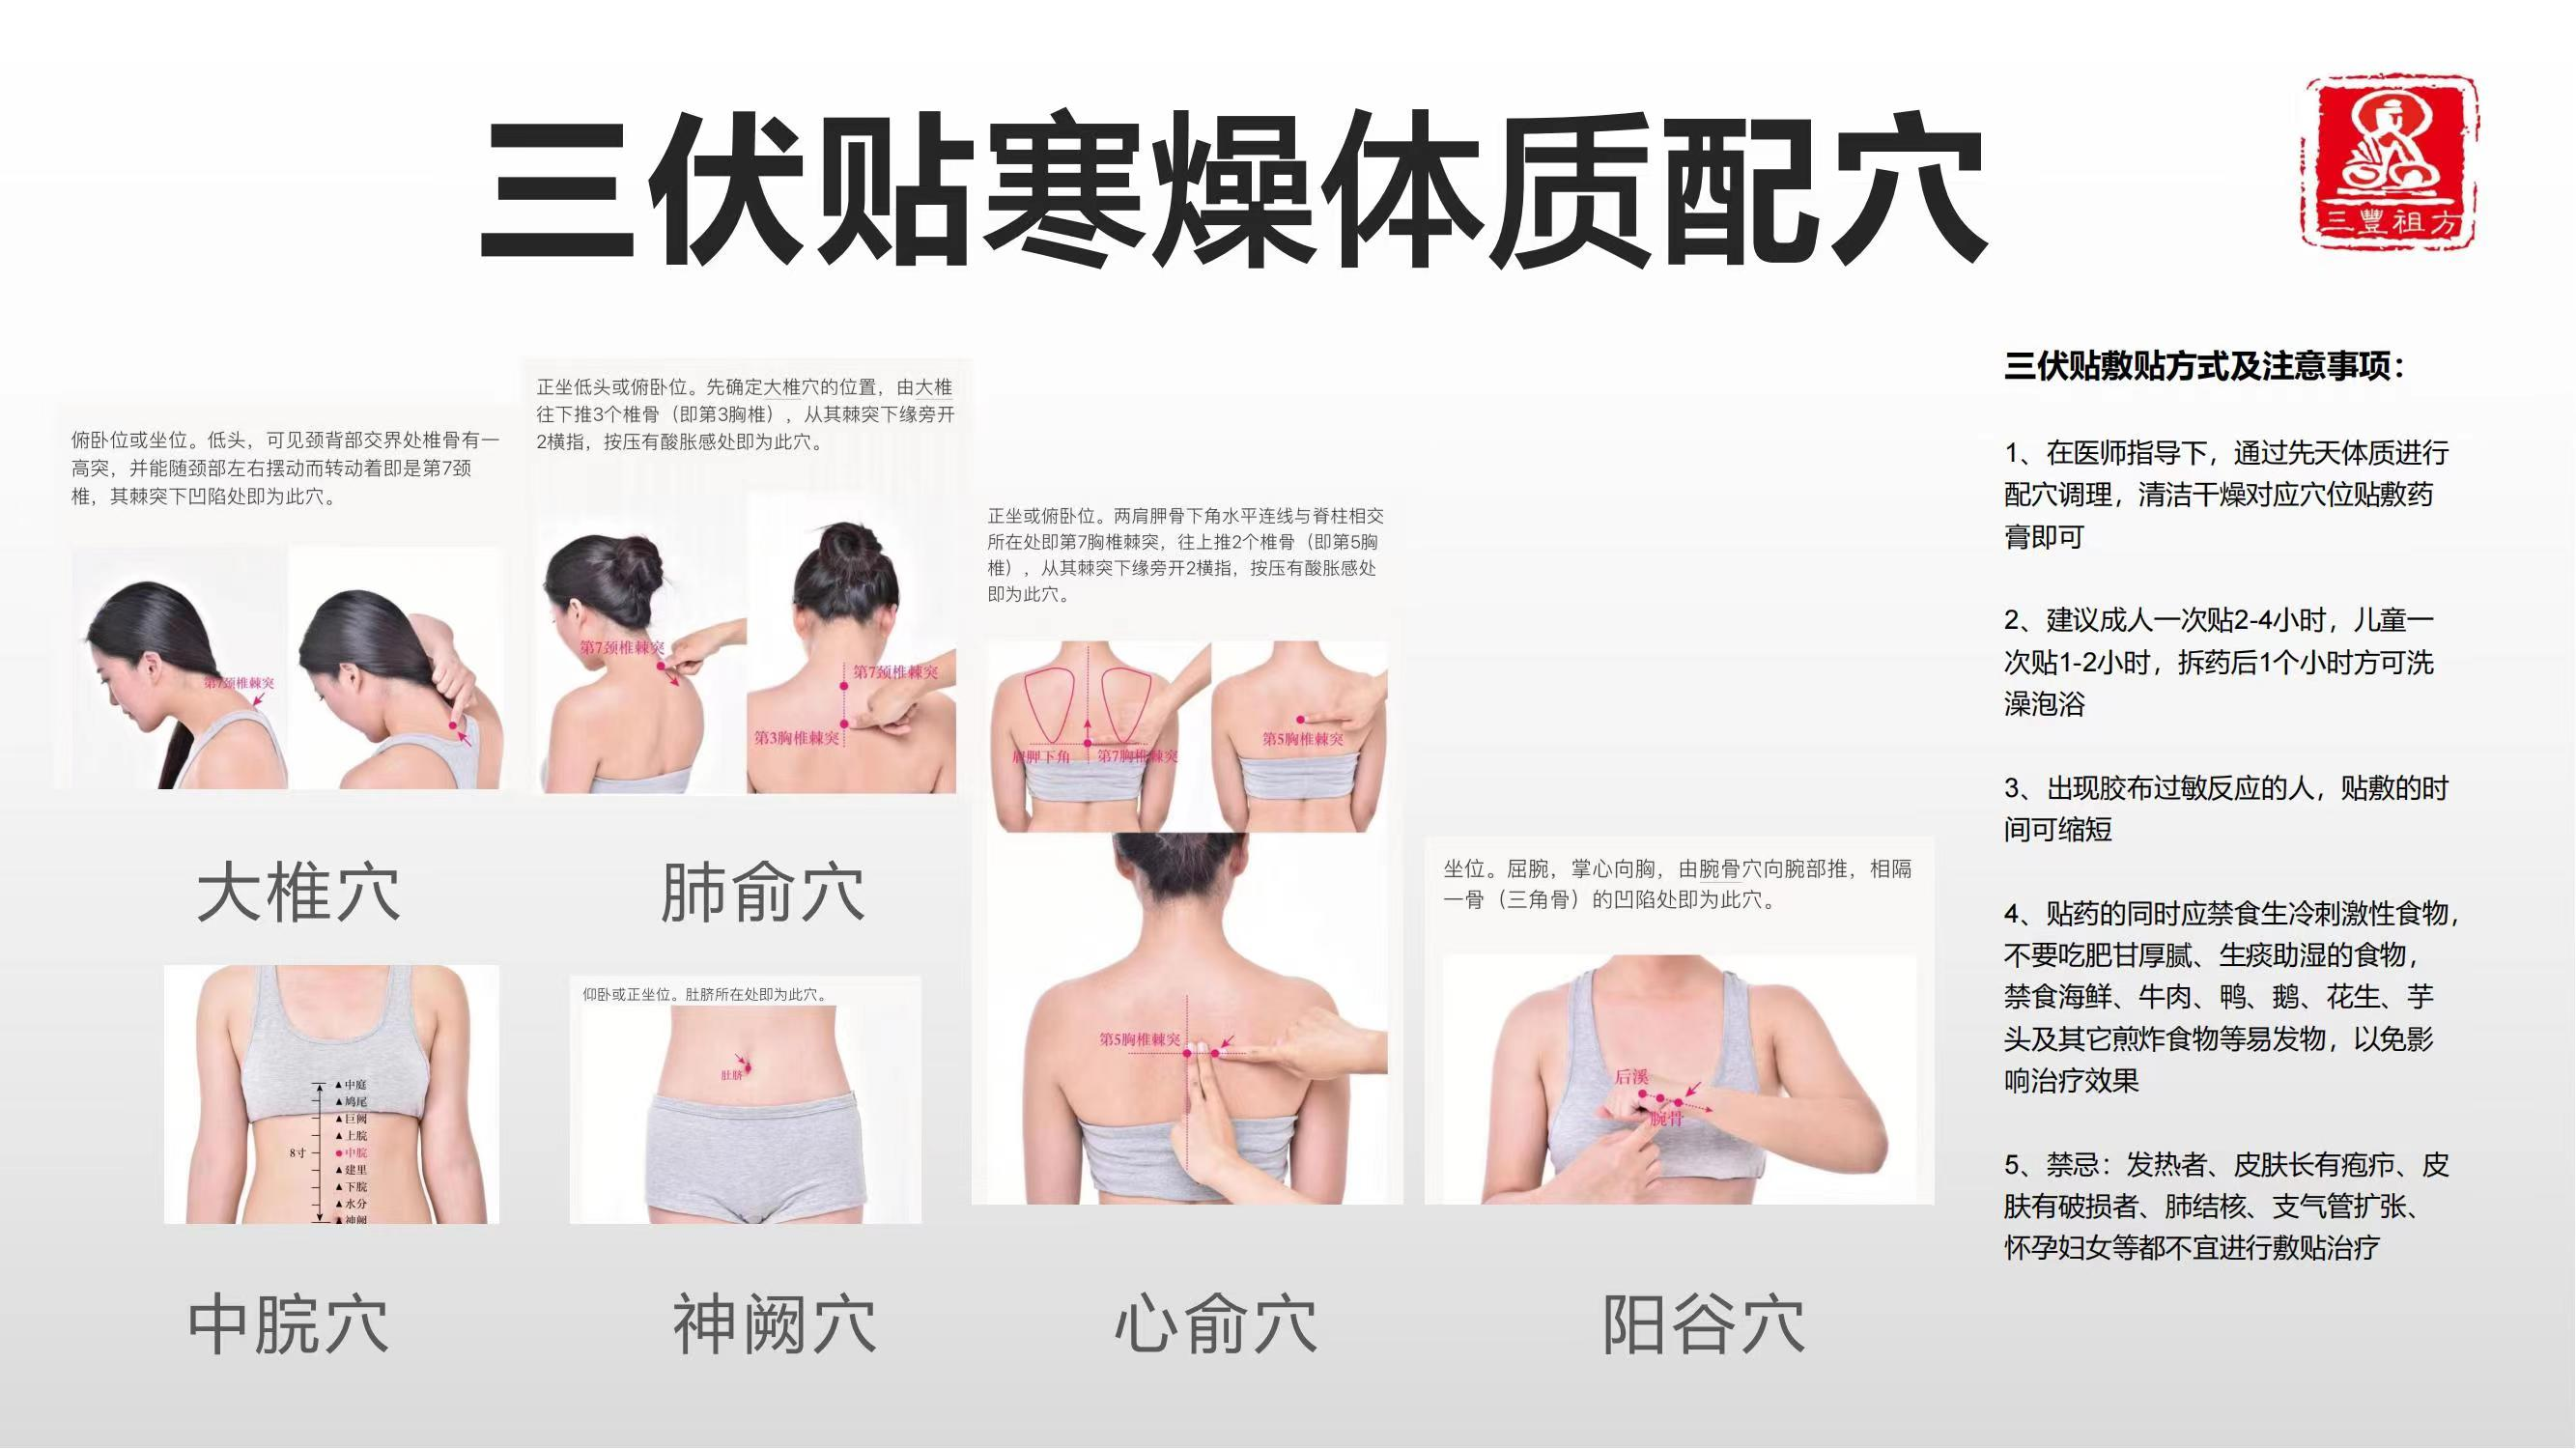 三伏贴寒燥体质配穴
三豐祖方
俯卧位或坐位。低头，可见颈背部交界处椎骨有一
高突，并能随颈部左右摆动而转动着即是第7颈
椎，其棘突下凹陷处即为此穴。
第7颈椎棘突
大椎穴
正坐低头或俯卧位。先确定大椎穴的位置，由大椎
往下推3个椎骨（即第3胸椎），从其棘突下缘旁开
2横指，按压有酸胀感处即为此穴。
第7颈椎棘突
第7颈椎棘突
第3胸椎棘突
肺俞穴
正坐或俯卧位。两肩胛骨下角水平连线与脊柱相交
所在处即第7胸椎棘突，往上推2个椎骨（即第5胸
椎），从其棘突下缘旁开2横指，按压有酸胀感处
即为此穴。
肩胛下角
第7胸椎棘突
第5胸椎棘突
第5胸椎棘突
心俞穴
坐位。屈腕，掌心向胸，由腕骨穴向腕部推，相隔
一骨（三角骨）的凹陷处即为此穴。
后溪
腕骨
阳谷穴
中庭
鸠尾
巨阙
上脘
8寸
中脘
建里
下脘
水分
神阙
中脘穴
仰卧或正坐位。肚脐所在处即为此穴。
肚脐
神阙穴
三伏贴敷贴方式及注意事项：
1、在医师指导下，通过先天体质进行
配穴调理，清洁干燥对应穴位贴敷药
膏即可
2、建议成人一次贴2-4小时，儿童一
次贴1-2小时，拆药后1个小时方可洗
澡泡浴
3、出现胶布过敏反应的人，贴敷的时
间可缩短
4、贴药的同时应禁食生冷刺激性食物，
不要吃肥甘厚腻、生痰助湿的食物，
禁食海鲜、牛肉、鸭、鹅、花生、芋
头及其它煎炸食物等易发物，以免影
响治疗效果
5、禁忌：发热者、皮肤长有疱疖、皮
肤有破损者、肺结核、支气管扩张、
怀孕妇女等都不宜进行敷贴治疗